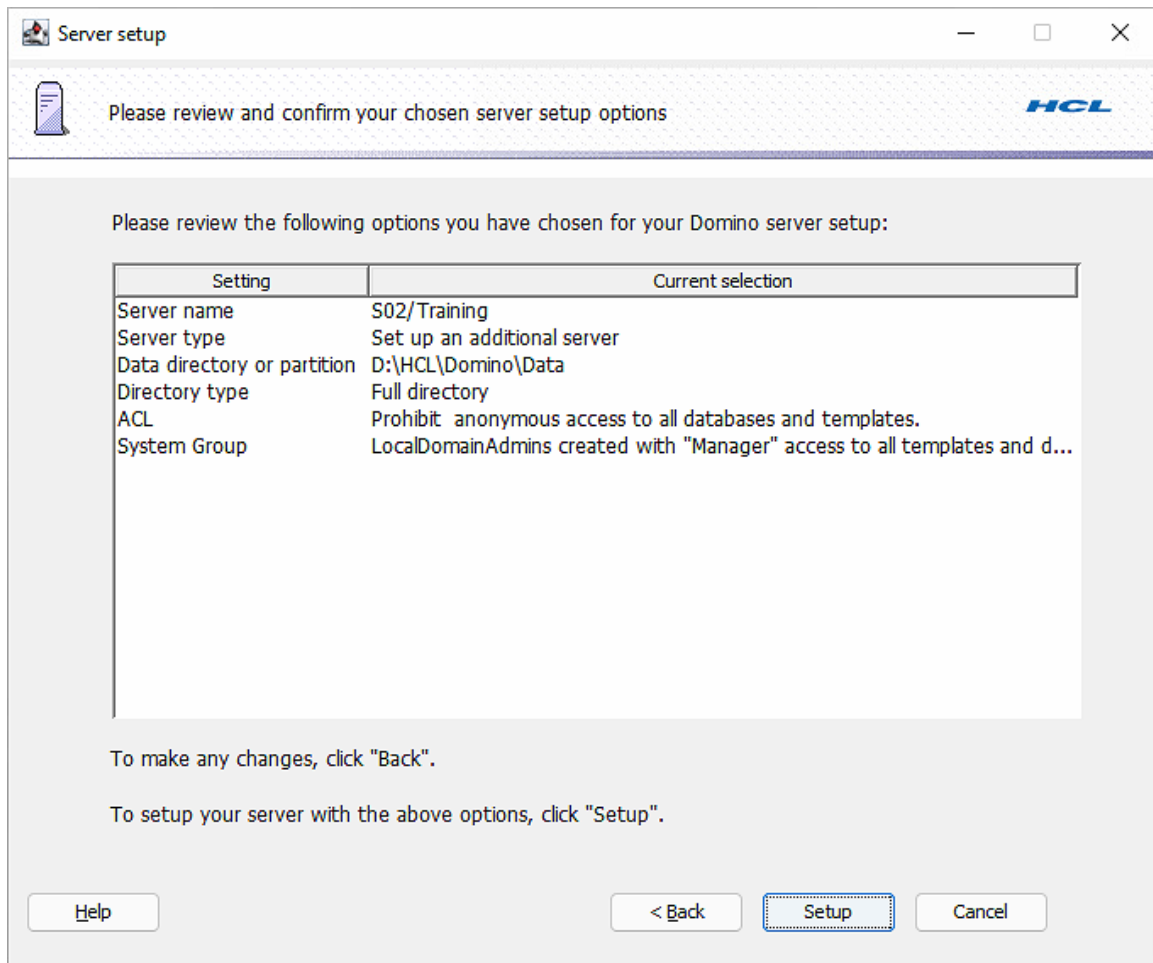 Server setup
Please review and confirm your chosen server setup options
HCL
Please review the following options you have chosen for your Domino server setup:
Setting Current selection
Server name S02/Training
Server type Set up an additional server
Data directory or partition D:\HCL\Domino\Data
Directory type Full directory
ACL Prohibit  anonymous access to all databases and templates.
System Group LocalDomainAdmins created with "Manager" access to all templates and d...
To make any changes, click "Back".
To setup your server with the above options, click "Setup".
Help < Back Setup Cancel